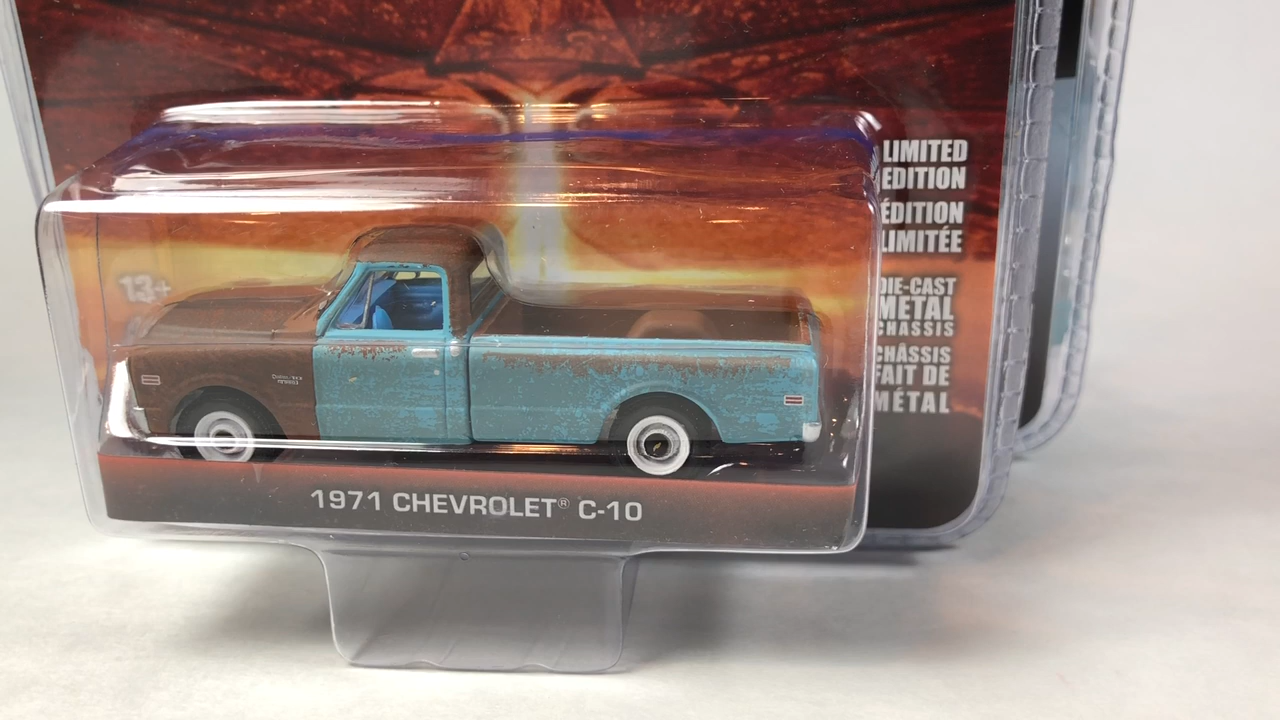 LIMITED
EDITION
ÉDITION
LIMITÉE
13+
DIE-CAST
METAL
CHASSIS
CHÂSSIS
FAIT DE
MÉTAL
1971 CHEVROLET® C-10